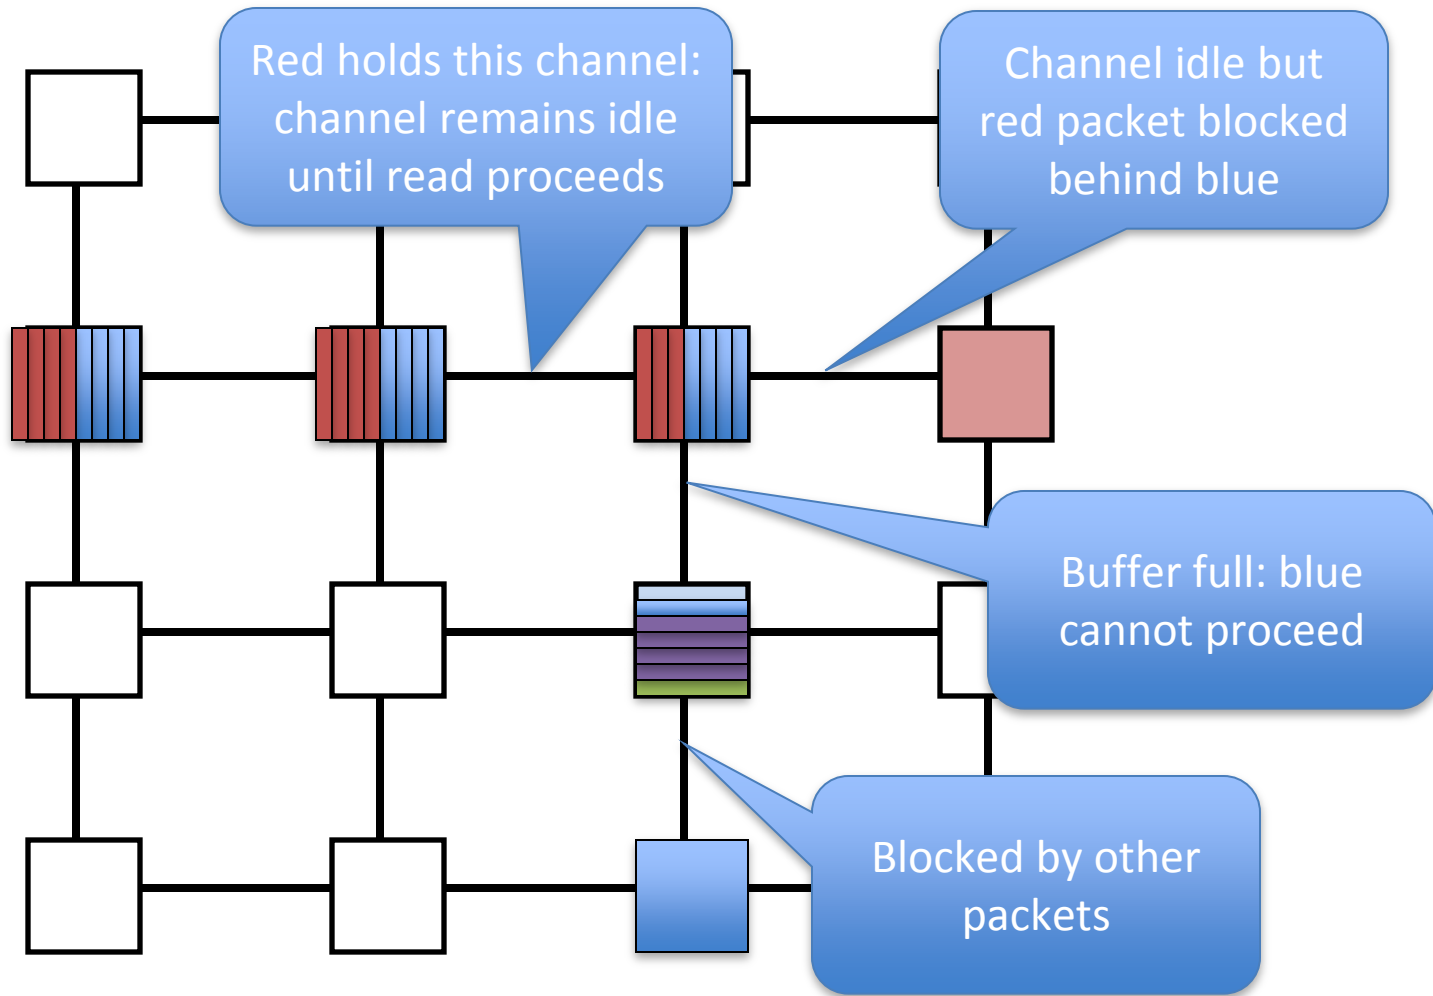 Red holds this channel:
channel remains idle
until read proceeds
Channel idle but
red packet blocked
behind blue
Buffer full: blue
cannot proceed
Blocked by other
packets